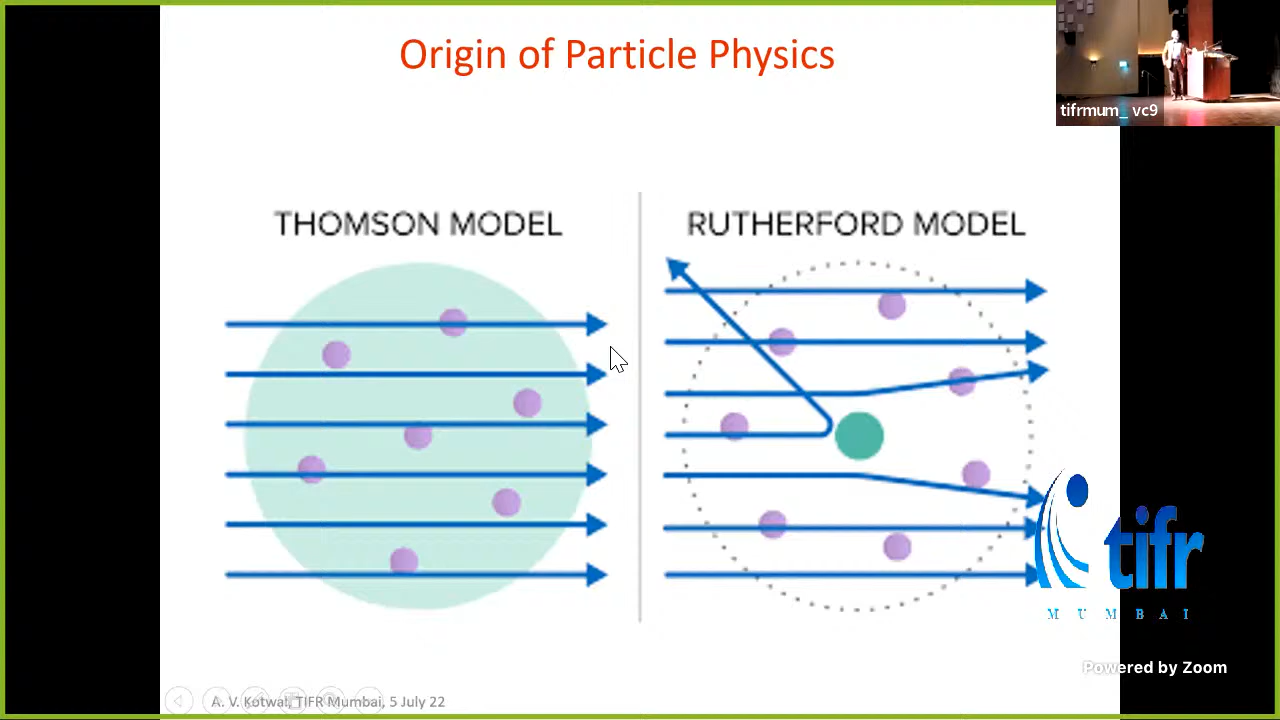 Origin of Particle Physics
tifrmum_ vc9
THOMSON MODEL
RUTHERFORD MODEL
tifr
MUMBAI
Powered by Zoom
A. V. Kotwal, TIFR Mumbai, 5 July 22